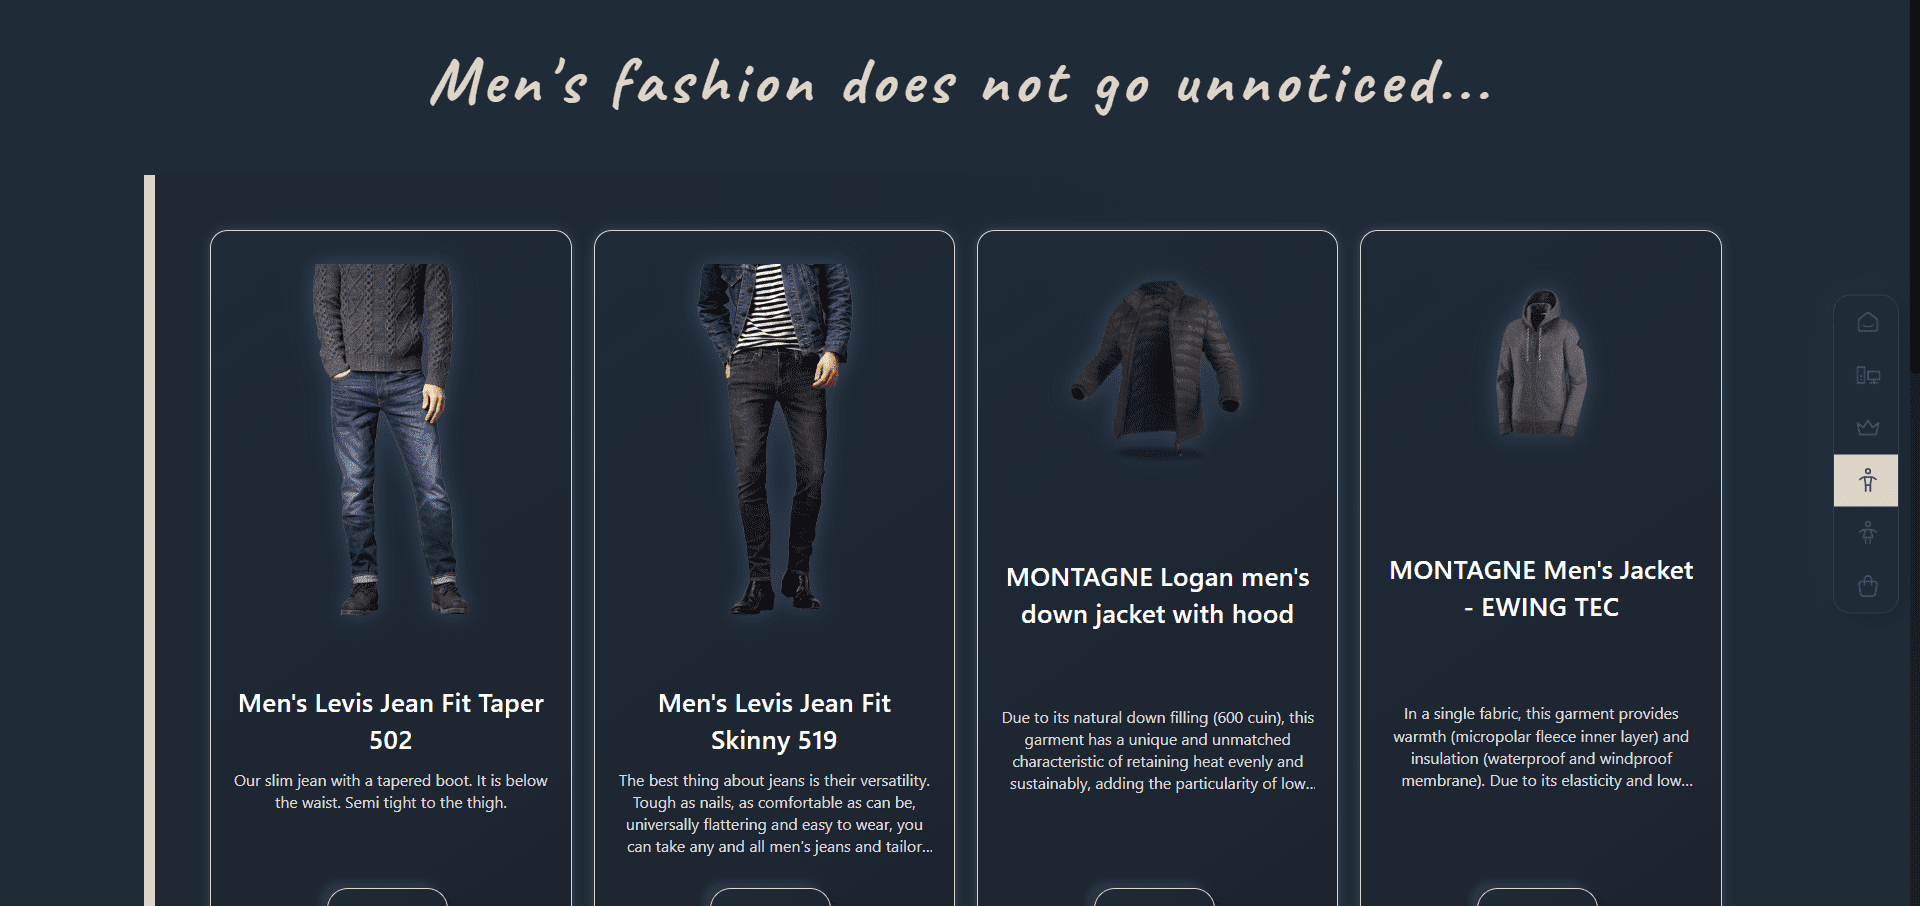 Men's fashion does not go unnoticed...
Men's Levis Jean Fit Taper
502
Our slim jean with a tapered boot. It is below
the waist. Semi tight to the thigh.
Men's Levis Jean Fit
Skinny 519
The best thing about jeans is their versatility.
Tough as nails, as comfortable as can be,
universally flattering and easy to wear, you
can take any and all men's jeans and tailor...
MONTAGNE Logan men's
down jacket with hood
Due to its natural down filling (600 cuin), this
garment has a unique and unmatched
characteristic of retaining heat evenly and
sustainably, adding the particularity of low...
MONTAGNE Men's Jacket
- EWING TEC
In a single fabric, this garment provides
warmth (micropolar fleece inner layer) and
insulation (waterproof and windproof
membrane). Due to its elasticity and low...